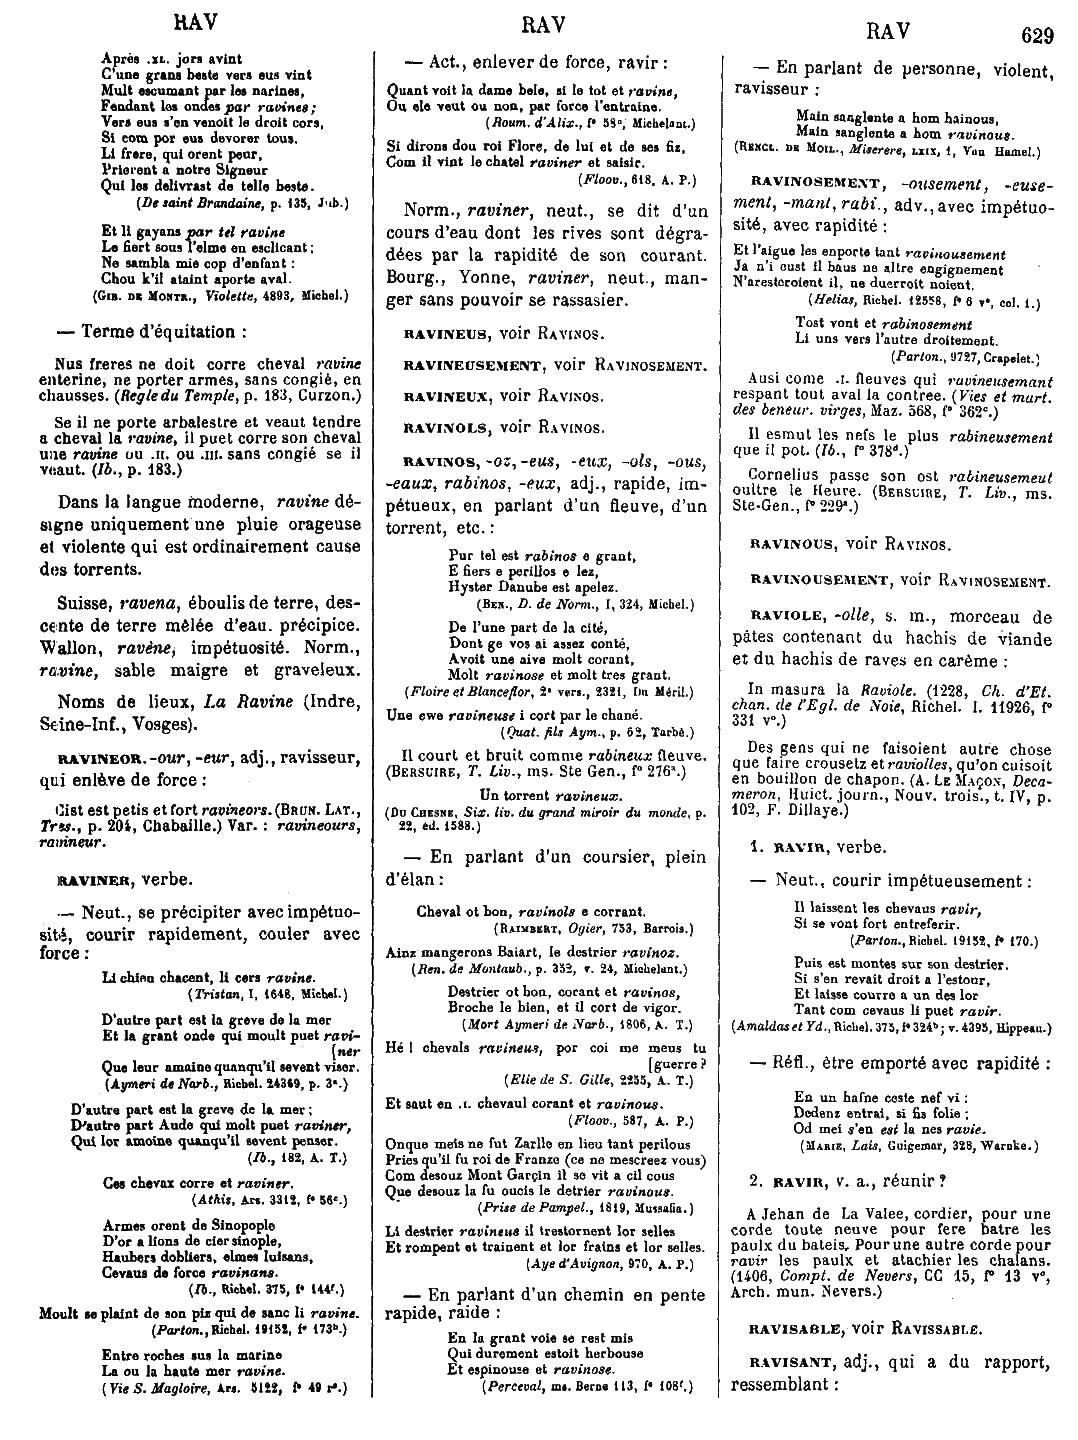 RAV
RAV
RAV
629
Après .XL. jors avint
C'une grans beste vers eus vint
Mult escumant par les narines,
Fendant les ondes par ravines;
Vers eus s'en venoit le droit cors,
Si com por eus devorer tous.
Li frere, qui orent peur,
Prierent a notre Signeur
Qui les delivrast de telle beste.
(De saint Brandaine, p. 135, Jub.)
Et li gayans par tel ravine
Le fiert sous l'elme en esclicant;
Ne sambla mie cop d'enfant :
Chou k'il ataint aporte aval.
(GIB. DE MONTR., Violette, 4893, Michel.)
— Terme d'équitation :
Nus freres ne doit corre cheval ravine
enterine, ne porter armes, sans congié, en
chausses. (Regle du Temple, p. 183, Curzon.)
Se il ne porte arbalestre et veaut tendre
a cheval la ravine, il puet corre son cheval
une ravine ou .II. ou .III. sans congié se il
veaut. (Ib., p. 183.)
Dans la langue moderne, ravine dé-
signe uniquement une pluie orageuse
et violente qui est ordinairement cause
des torrents.
Suisse, ravena, éboulis de terre, des-
cente de terre mêlée d'eau. précipice.
Wallon, ravène, impétuosité. Norm.,
ravine, sable maigre et graveleux.
Noms de lieux, La Ravine (Indre,
Seine-Inf., Vosges).
RAVINEOR. -our, -eur, adj., ravisseur,
qui enlève de force :
Cist est petis et fort ravineors. (BRUN. LAT.,
Tres., p. 204, Chabaille.) Var. : ravineours,
ravineur.
RAVINER, verbe.
— Neut., se précipiter avec impétuo-
sité, courir rapidement, couler avec
force :
Li chien chacent, li cers ravine.
(Tristan, I, 1648, Michel.)
D'autre part est la greve de la mer
Et la grant onde qui moult puet ravi-
[ner
Que leur amaine quanqu'il sevent viser.
(Aymeri de Narb., Richel. 24369, p. 3ª.)
D'autre part est la greve de la mer;
D'autre part Aude qui molt puet raviner,
Qui lor amoine quanqu'il sevent penser.
(Ib., 182, A. T.)
Ces chevax corre et raviner.
(Athis, Ars. 3312, f° 56ᶜ.)
Armes orent de Sinopople
D'or a lions de cier sinople,
Haubers dobliers, elmes luisans,
Cevaus de force ravinans.
(Ib., Richel. 375, f° 144ᶠ.)
Moult se plaint de son piz qui de sanc li ravine.
(Parton., Richel. 19152, f° 173ᵇ.)
Entre roches sus la marine
La ou la haute mer ravine.
(Vie S. Magloire, Ars. 5122, f° 49 r°.)
— Act., enlever de force, ravir :
Quant voit la dame bele, si le tot et ravine,
Ou ele veut ou non, par force l'entraine.
(Roum. d'Alix., f° 58ᵃ, Michelant.)
Si dirons dou roi Flore, de lui et de ses fiz,
Com il vint le chatel raviner et saisir.
(Floov., 618, A. P.)
Norm., raviner, neut., se dit d'un
cours d'eau dont les rives sont dégra-
dées par la rapidité de son courant.
Bourg., Yonne, raviner, neut., man-
ger sans pouvoir se rassasier.
RAVINEUS, voir RAVINOS.
RAVINEUSEMENT, voir RAVINOSEMENT.
RAVINEUX, voir RAVINOS.
RAVINOLS, voir RAVINOS.
RAVINOS, -oz, -eus, -eux, -ols, -ous,
-eaux, rabinos, -eux, adj., rapide, im-
pétueux, en parlant d'un fleuve, d'un
torrent, etc. :
Pur tel est rabinos e grant,
E fiers e perillos e lez,
Hyster Danube est apelez.
(BEN., D. de Norm., I, 324, Michel.)
De l'une part de la cité,
Dont ge vos ai assez conté,
Avoit une aive molt corant,
Molt ravinose et molt tres grant.
(Floire et Blanceflor, 2ᵉ vers., 2321, Du Méril.)
Une ewe ravineuse i cort par le chané.
(Quat. fils Aym., p. 62, Tarbé.)
Il court et bruit comme rabineux fleuve.
(BERSUIRE, T. Liv., ms. Ste Gen., f° 276ᵃ.)
Un torrent ravineux.
(DU CHESNE, Six. liv. du grand miroir du monde, p.
22, éd. 1588.)
— En parlant d'un coursier, plein
d'élan :
Cheval ot bon, ravinols e corrant.
(RAIMBERT, Ogier, 753, Barrois.)
Ainz mangerons Baiart, le destrier ravinoz.
(Ren. de Montaub., p. 352, v. 24, Michelant.)
Destrier ot bon, corant et ravinos,
Broche le bien, et il cort de vigor.
(Mort Aymeri de Narb., 1806, A. T.)
Hé ! chevals ravineus, por coi me meus tu
[guerre?
(Elie de S. Gille, 2255, A. T.)
Et saut en .I. chevaul corant et ravinous.
(Floov., 587, A. P.)
Onque meis ne fut Zarlle en lieu tant perilous
Pries qu'il fu roi de Franze (ce ne mescreez vous)
Com desouz Mont Garçin il se vit a cil cous
Que desouz la fu oucis le detrier ravinous.
(Prise de Pampel., 1819, Mussafia.)
Li destrier ravineus il trestornent lor selles
Et rompent et trainent et lor frains et lor selles.
(Aye d'Avignon, 970, A. P.)
— En parlant d'un chemin en pente
rapide, raide :
En la grant voie se rest mis
Qui durement estoit herbouse
Et espinouse et ravinose.
(Perceval, ms. Berne 113, f° 108ᶠ.)
— En parlant de personne, violent,
ravisseur :
Main sanglente a hom hainous,
Main sanglente a hom ravinous.
(RENCL. DE MOIL., Miserere, LXIX, 1, Van Hamel.)
RAVINOSEMENT, -ousement, -euse-
ment, -mant, rabi., adv., avec impétuo-
sité, avec rapidité :
Et l'aigue les enporte tant ravinousement
Ja n'i eust il baus ne altre engignement
N'arestoroient il, ne duerroit noient.
(Helias, Richel. 12558, f° 6 v°, col. 1.)
Tost vont et rabinosement
Li uns vers l'autre droitement.
(Parton., 9727, Crapelet.)
Ausi come .I. fleuves qui ravineusemant
respant tout aval la contree. (Vies et mart.
des beneur. virges, Maz. 568, f° 362ᶜ.)
Il esmut les nefs le plus rabineusement
que il pot. (Ib., f° 378ᵈ.)
Cornelius passe son ost rabineusemeut
oultre le fleure. (BERSUIRE, T. Liv., ms.
Ste-Gen., f° 229ᵃ.)
RAVINOUS, voir RAVINOS.
RAVINOUSEMENT, voir RAVINOSEMENT.
RAVIOLE, -olle, s. m., morceau de
pâtes contenant du hachis de viande
et du hachis de raves en carême :
In masura la Raviole. (1228, Ch. d'Et.
chan. de l'Egl. de Noie, Richel. l. 11926, f°
331 v°.)
Des gens qui ne faisoient autre chose
que faire crousetz et raviolles, qu'on cuisoit
en bouillon de chapon. (A. LE MAÇON, Deca-
meron, Huict. journ., Nouv. trois., t. IV, p.
102, F. Dillaye.)
1. RAVIR, verbe.
— Neut., courir impétueusement :
Il laissent les chevaus ravir,
Si se vont fort entreferir.
(Parton., Richel. 19152, f° 170.)
Puis est montes sur son destrier.
Si s'en revait droit a l'estour,
Et laisse courre a un des lor
Tant com cevaus li puet ravir.
(Amaldas et Yd., Richel. 375, f° 324ᵇ; v. 4395, Hippeau.)
— Réfl., être emporté avec rapidité :
En un hafne ceste nef vi :
Dedenz entrai, si fis folie ;
Od mei s'en est la nes ravie.
(MARIE, Lais, Guigemar, 328, Warnke.)
2. RAVIR, v. a., réunir ?
A Jehan de La Valee, cordier, pour une
corde toute neuve pour fere batre les
paulx du bateis. Pour une autre corde pour
ravir les paulx et atachier les chalans.
(1406, Compt. de Nevers, CC 15, f° 13 v°,
Arch. mun. Nevers.)
RAVISABLE, voir RAVISSABLE.
RAVISANT, adj., qui a du rapport,
ressemblant :